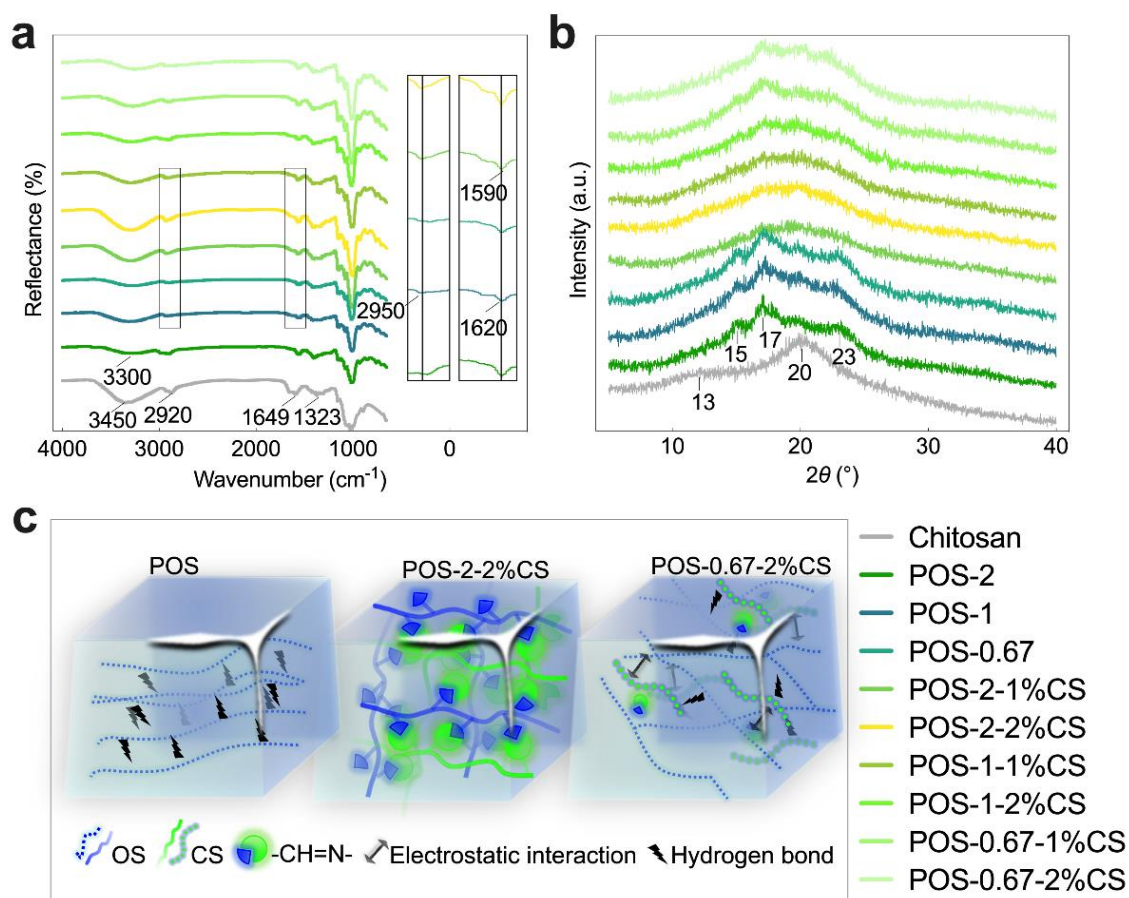 a
Reflectance (%)
2950
1590
1620
3300
3450
2920
1649
1323
4000
3000
2000
1000
0
Wavenumber (cm⁻¹)
b
Intensity (a.u.)
15
17
20
23
13
10
20
30
40
2θ (°)
c
POS
POS-2-2%CS
POS-0.67-2%CS
OS
CS
-CH=N-
Electrostatic interaction
Hydrogen bond
Chitosan
POS-2
POS-1
POS-0.67
POS-2-1%CS
POS-2-2%CS
POS-1-1%CS
POS-1-2%CS
POS-0.67-1%CS
POS-0.67-2%CS